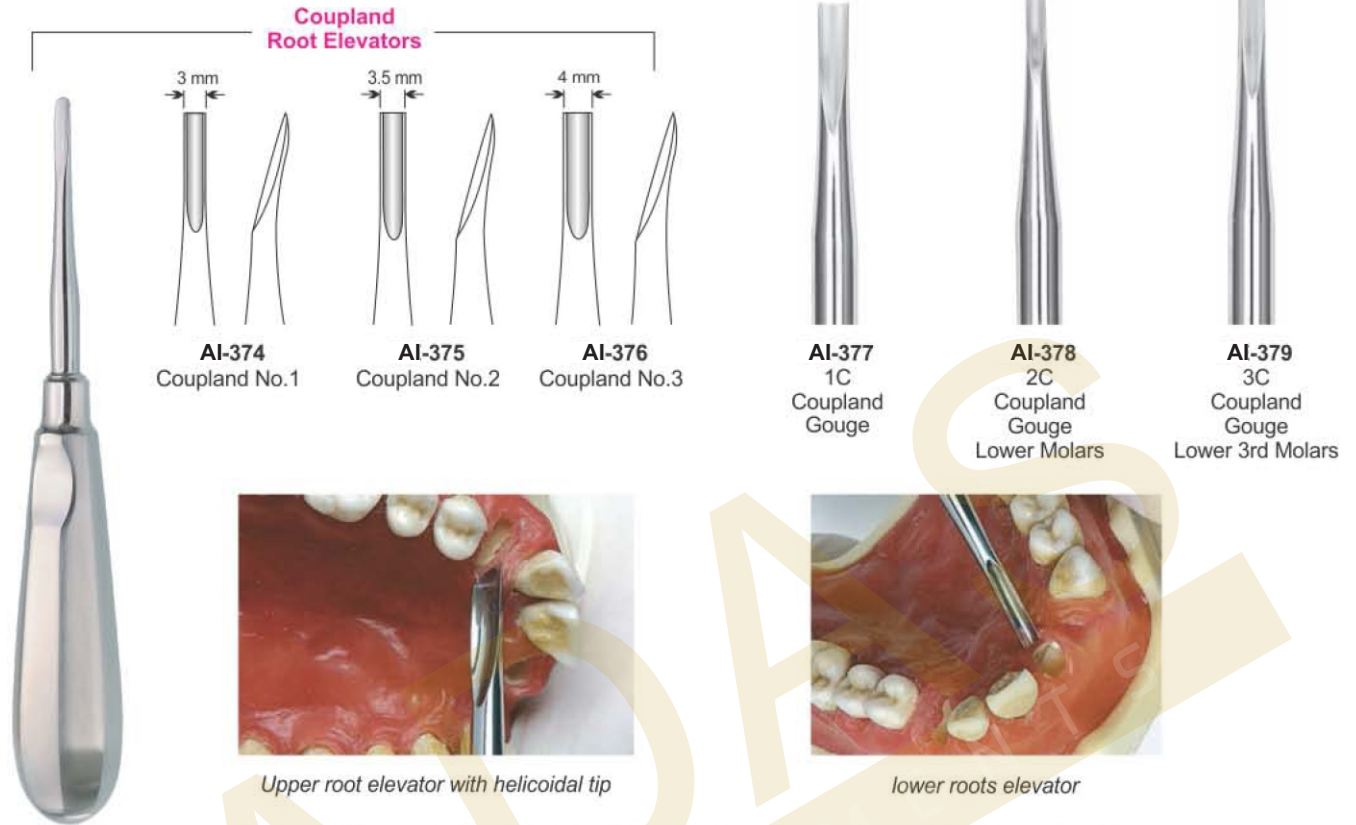 Coupland
Root Elevators
3 mm
3.5 mm
4 mm
AI-374
Coupland No.1
AI-375
Coupland No.2
AI-376
Coupland No.3
AI-377
1C
Coupland
Gouge
AI-378
2C
Coupland
Gouge
Lower Molars
AI-379
3C
Coupland
Gouge
Lower 3rd Molars
Upper root elevator with helicoidal tip
lower roots elevator